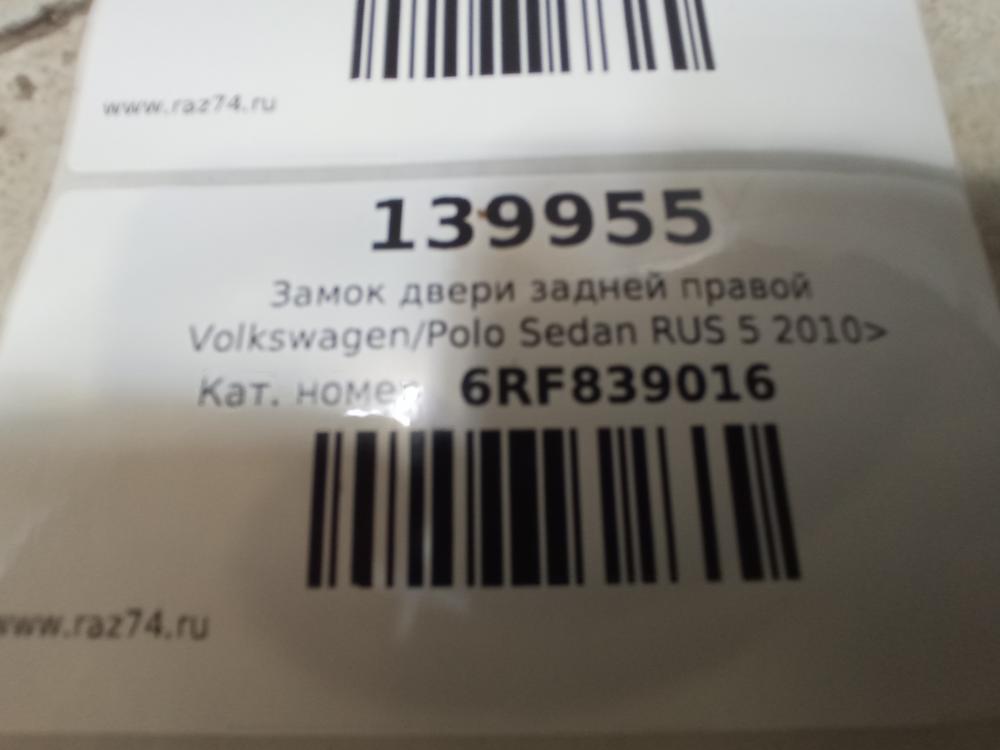 www.raz74.ru
139955
Замок двери задней правой
Volkswagen/Polo Sedan RUS 5 2010>
Кат. номер 6RF839016
www.raz74.ru